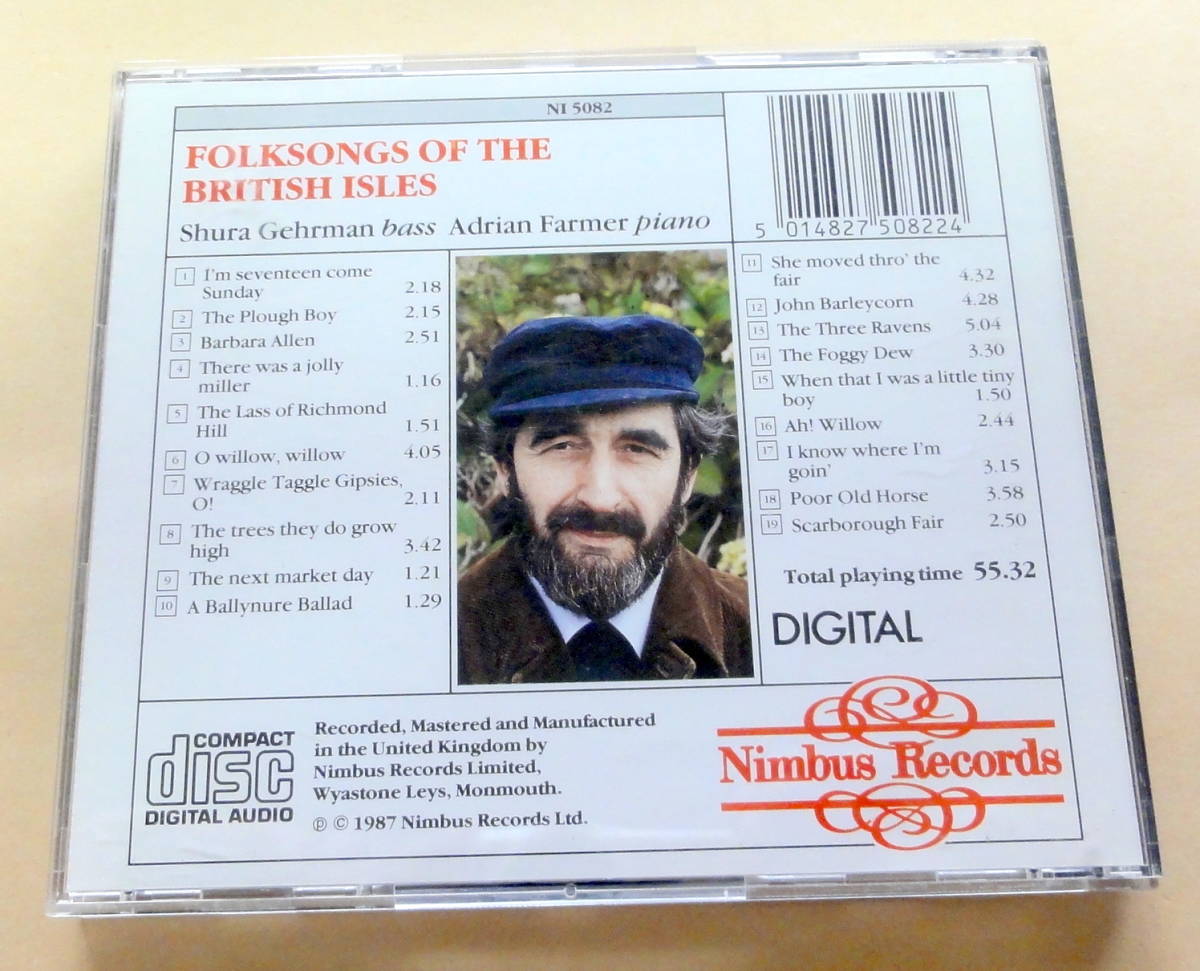 NI 5082
FOLKSONGS OF THE
BRITISH ISLES
Shura Gehrman bass Adrian Farmer piano
5 014827 508224
1 I'm seventeen come
Sunday 2.18
2 The Plough Boy 2.15
3 Barbara Allen 2.51
4 There was a jolly
miller 1.16
5 The Lass of Richmond
Hill 1.51
6 O willow, willow 4.05
7 Wraggle Taggle Gipsies,
O! 2.11
8 The trees they do grow
high 3.42
9 The next market day 1.21
10 A Ballynure Ballad 1.29
11 She moved thro' the
fair 4.32
12 John Barleycorn 4.28
13 The Three Ravens 5.04
14 The Foggy Dew 3.30
15 When that I was a little tiny
boy 1.50
16 Ah! Willow 2.44
17 I know where I'm
goin' 3.15
18 Poor Old Horse 3.58
19 Scarborough Fair 2.50
Total playing time 55.32
DIGITAL
COMPACT
disc
DIGITAL AUDIO
Recorded, Mastered and Manufactured
in the United Kingdom by
Nimbus Records Limited,
Wyastone Leys, Monmouth.
℗ © 1987 Nimbus Records Ltd.
Nimbus Records